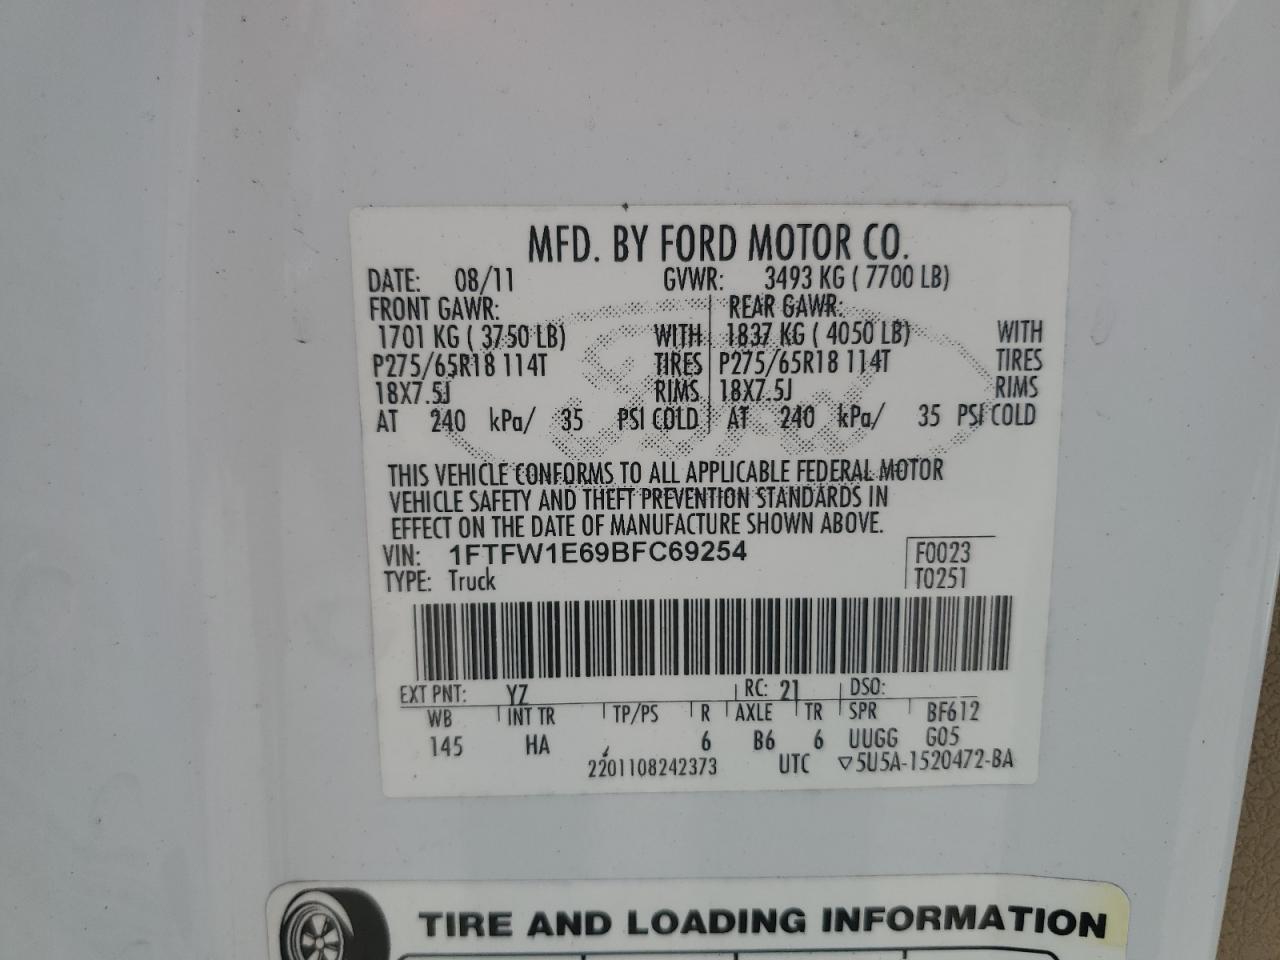 MFD. BY FORD MOTOR CO.
DATE: 08/11 GVWR: 3493 KG ( 7700 LB)
FRONT GAWR: REAR GAWR:
1701 KG ( 3750 LB) WITH 1837 KG ( 4050 LB) WITH
P275/65R18 114T TIRES P275/65R18 114T TIRES
18X7.5J RIMS 18X7.5J RIMS
AT 240 kPa/ 35 PSI COLD AT 240 kPa/ 35 PSI COLD
Ford
THIS VEHICLE CONFORMS TO ALL APPLICABLE FEDERAL MOTOR
VEHICLE SAFETY AND THEFT PREVENTION STANDARDS IN
EFFECT ON THE DATE OF MANUFACTURE SHOWN ABOVE.
VIN: 1FTFW1E69BFC69254 F0023
TYPE: Truck T0251
EXT PNT: YZ RC: 21 DSO:
WB INT TR TP/PS R AXLE TR SPR BF612
145 HA 6 B6 6 UUGG G05
2201108242373 UTC ▽5U5A-1520472-BA
TIRE AND LOADING INFORMATION